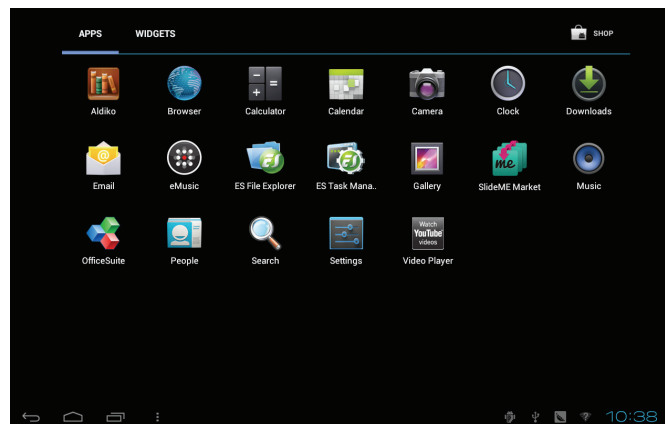 APPS WIDGETS SHOP
Aldiko Browser Calculator Calendar Camera Clock Downloads
@
me
Email eMusic ES File Explorer ES Task Mana.. Gallery SlideME Market Music
Watch
YouTube
videos
OfficeSuite People Search Settings Video Player
10:38